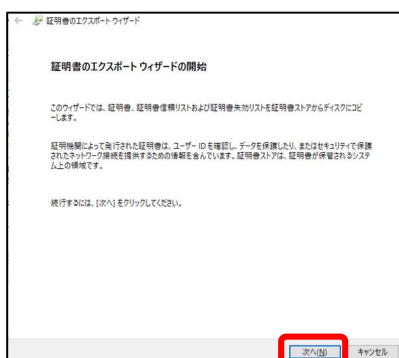 証明書のエクスポート ウィザード
証明書のエクスポート ウィザードの開始
このウィザードでは、証明書、証明書信頼リストおよび証明書失効リストを証明書ストアからディスクにコピ
ーします。
証明機関によって発行された証明書は、ユーザー ID を確認し、データを保護したり、またはセキュリティで保護
されたネットワーク接続を提供するための情報を含んでいます。証明書ストアは、証明書が保管されるシステ
ム上の領域です。
続行するには、[次へ] をクリックしてください。
次へ(N) キャンセル